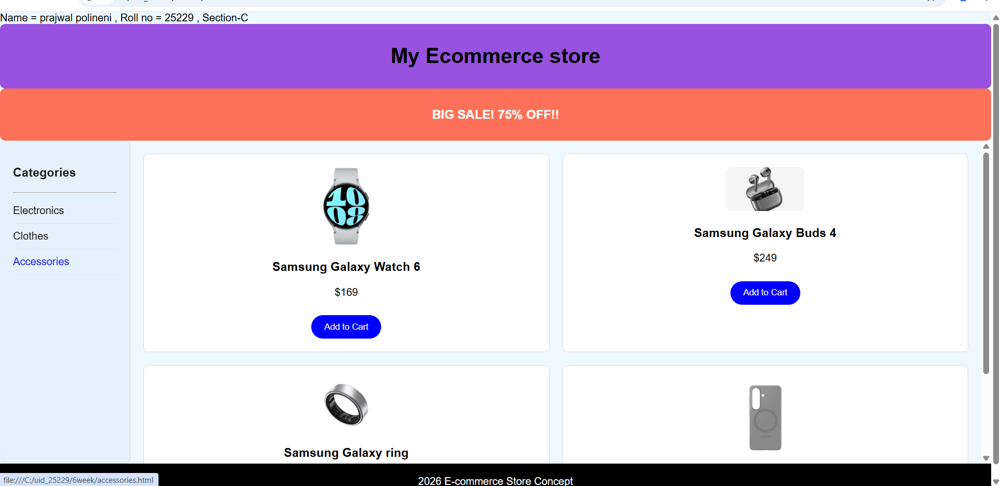 Name = prajwal polineni , Roll no = 25229 , Section-C
My Ecommerce store
BIG SALE! 75% OFF!!
Categories
Electronics
Clothes
Accessories
10
08
Samsung Galaxy Watch 6
$169
Add to Cart
Samsung Galaxy Buds 4
$249
Add to Cart
Samsung Galaxy ring
2026 E-commerce Store Concept
file:///C:/uid_25229/6week/accessories.html